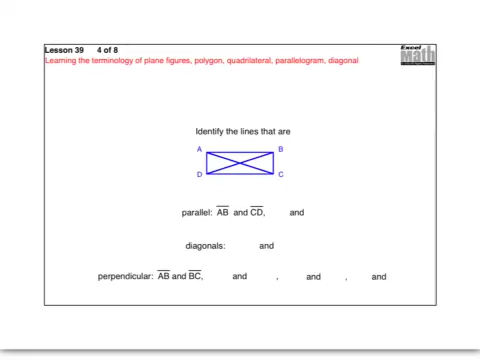 Lesson 39 4 of 8
Excel
Math
Learning the terminology of plane figures, polygon, quadrilateral, parallelogram, diagonal
Identify the lines that are
A B
D C
parallel: AB and CD, and
diagonals: and
perpendicular: AB and BC, and , and , and